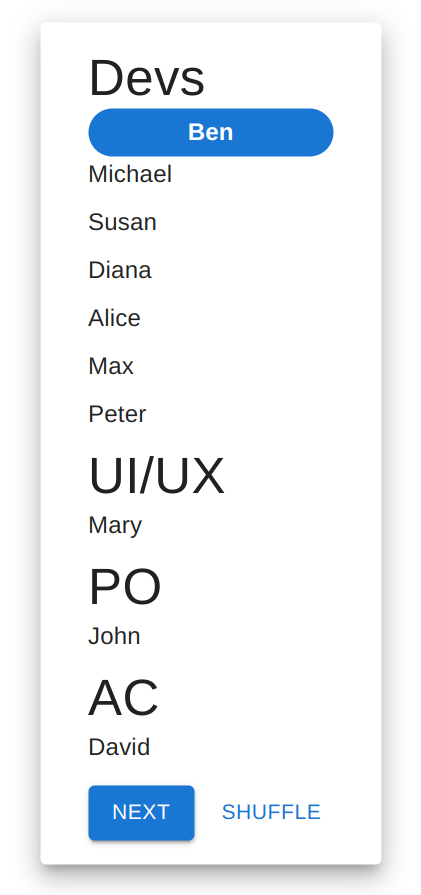 Devs
Ben
Michael
Susan
Diana
Alice
Max
Peter
UI/UX
Mary
PO
John
AC
David
NEXT SHUFFLE